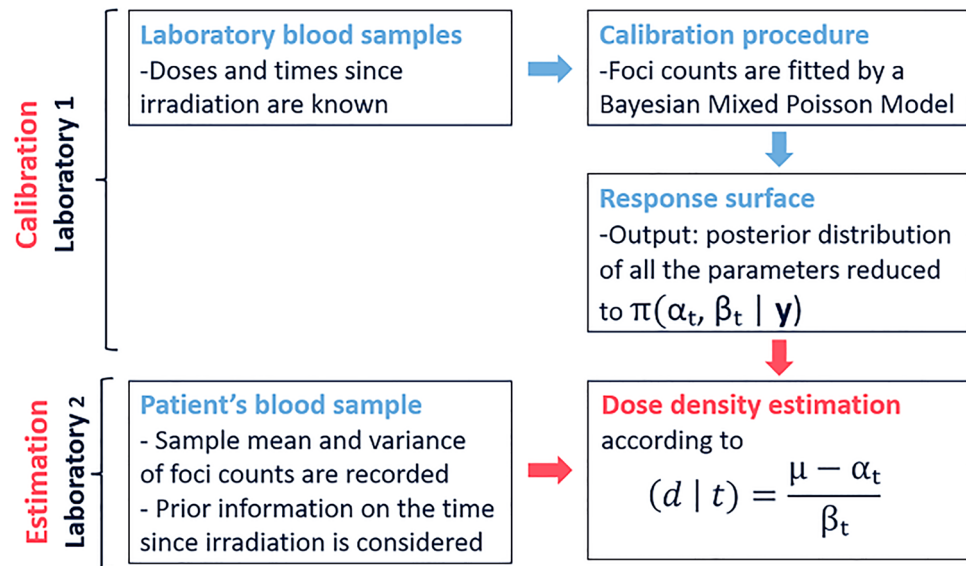 Calibration
Laboratory 1
Laboratory blood samples
-Doses and times since
irradiation are known
Calibration procedure
-Foci counts are fitted by a
Bayesian Mixed Poisson Model
Response surface
-Output: posterior distribution
of all the parameters reduced
to π(αt, βt | y)
Estimation
Laboratory 2
Patient's blood sample
- Sample mean and variance
of foci counts are recorded
- Prior information on the time
since irradiation is considered
Dose density estimation
according to
(d | t) = μ − αt
βt